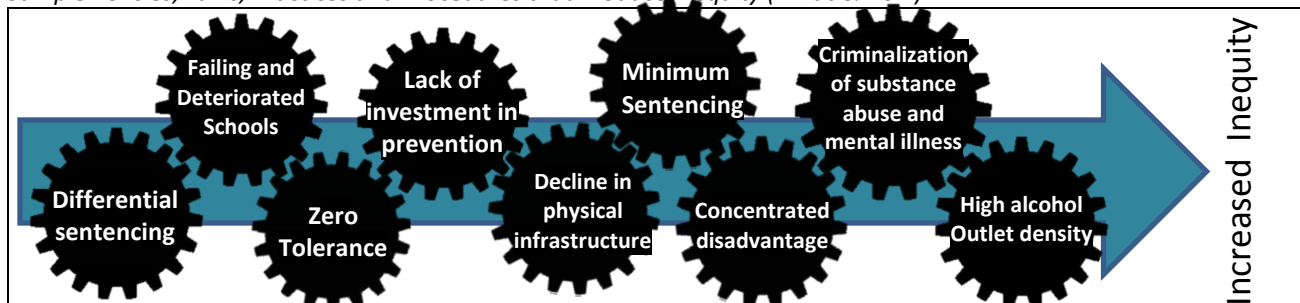 Differential
sentencing
Failing and
Deteriorated
Schools
Zero
Tolerance
Lack of
investment in
prevention
Decline in
physical
infrastructure
Minimum
Sentencing
Concentrated
disadvantage
Criminalization
of substance
abuse and
mental illness
High alcohol
Outlet density
Increased Inequity